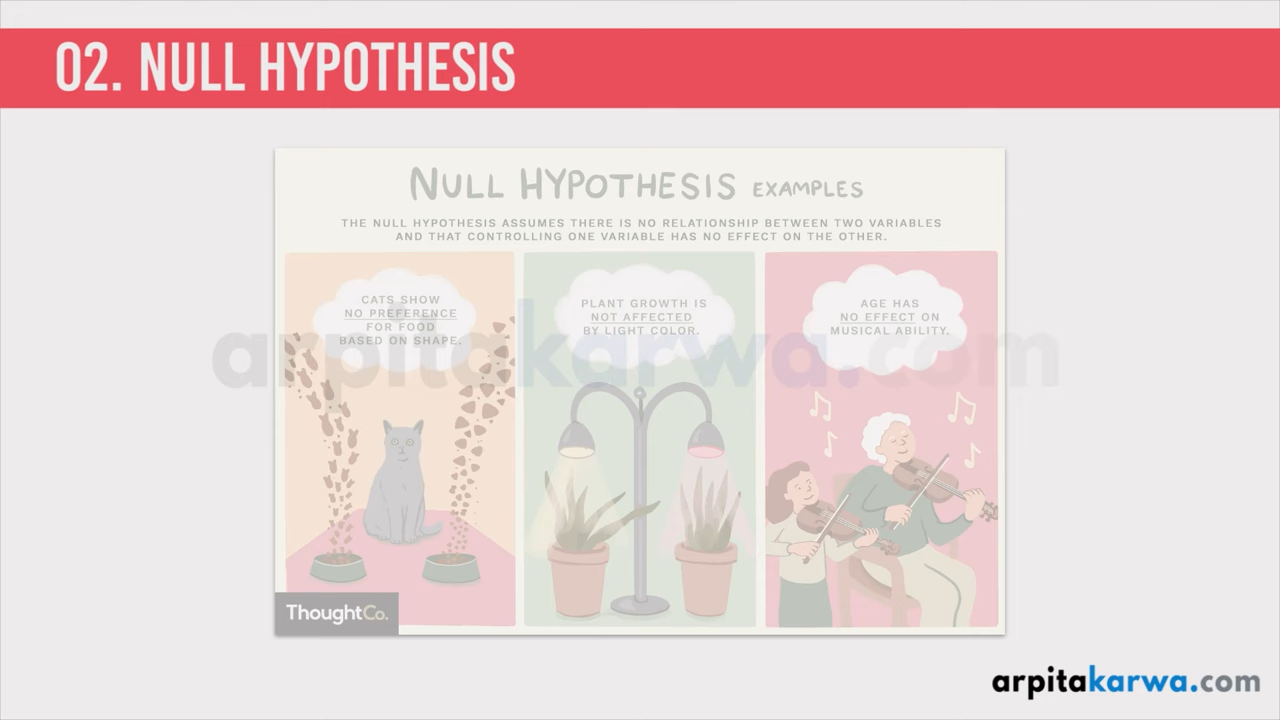 02. NULL HYPOTHESIS
NULL HYPOTHESIS EXAMPLES
THE NULL HYPOTHESIS ASSUMES THERE IS NO RELATIONSHIP BETWEEN TWO VARIABLES
AND THAT CONTROLLING ONE VARIABLE HAS NO EFFECT ON THE OTHER.
CATS SHOW
NO PREFERENCE
FOR FOOD
BASED ON SHAPE.
PLANT GROWTH IS
NOT AFFECTED
BY LIGHT COLOR.
AGE HAS
NO EFFECT ON
MUSICAL ABILITY.
arpitakarwa.com
ThoughtCo.
arpitakarwa.com